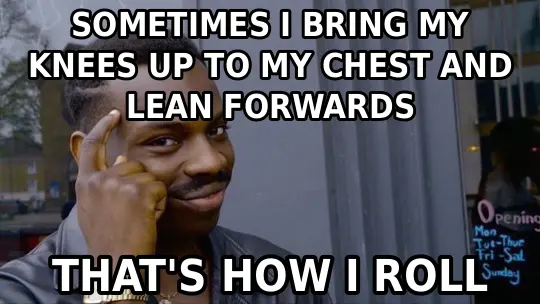 SOMETIMES I BRING MY
KNEES UP TO MY CHEST AND
LEAN FORWARDS
Opening
Mon
Tue-Thur
Fri-Sat
Sunday
THAT'S HOW I ROLL